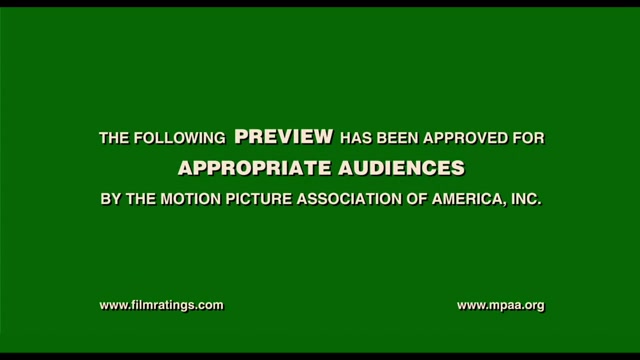 THE FOLLOWING PREVIEW HAS BEEN APPROVED FOR
APPROPRIATE AUDIENCES
BY THE MOTION PICTURE ASSOCIATION OF AMERICA, INC.
www.filmratings.com www.mpaa.org